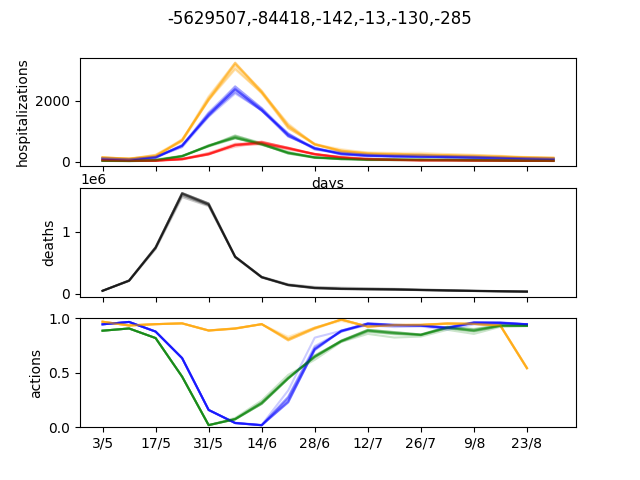 -5629507,-84418,-142,-13,-130,-285
hospitalizations
2000
0
days
1e6
deaths
1
0
actions
1.0
0.5
0.0
3/5 17/5 31/5 14/6 28/6 12/7 26/7 9/8 23/8